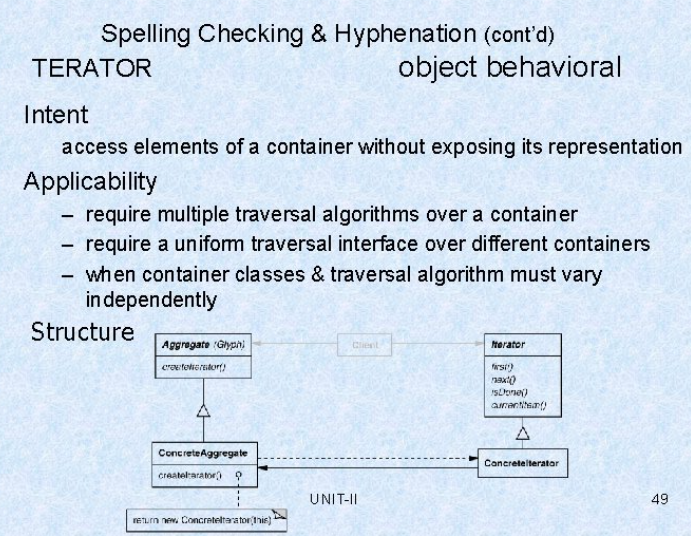 Spelling Checking & Hyphenation (cont'd)
TERATOR object behavioral
Intent
access elements of a container without exposing its representation
Applicability
– require multiple traversal algorithms over a container
– require a uniform traversal interface over different containers
– when container classes & traversal algorithm must vary
independently
Structure
Aggregate (Glyph)
createIterator()
Client
Iterator
first()
next()
isDone()
currentItem()
ConcreteAggregate
createIterator()
ConcreteIterator
return new ConcreteIterator(this)
UNIT-II
49